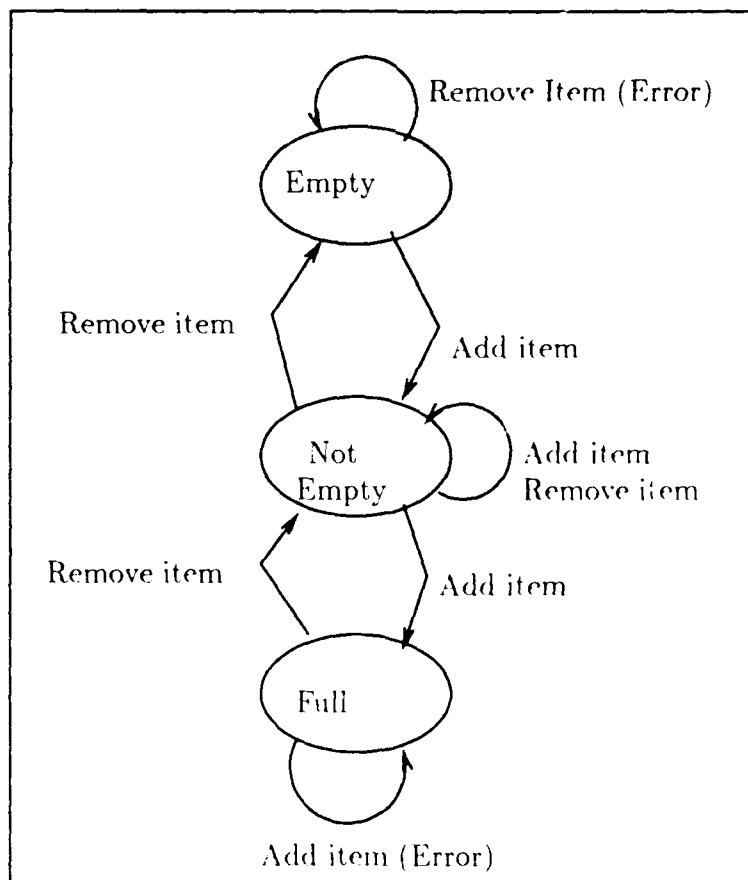 Remove Item (Error)
Empty
Remove item
Add item
Not
Empty
Add item
Remove item
Remove item
Add item
Full
Add item (Error)